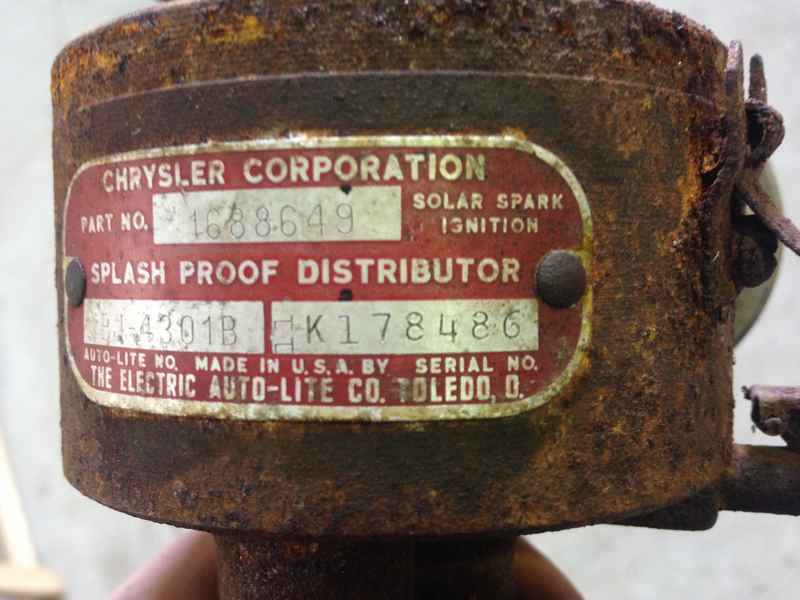 CHRYSLER CORPORATION
PART NO. 1688649 SOLAR SPARK IGNITION
SPLASH PROOF DISTRIBUTOR
-4301B K178486
AUTO-LITE NO. MADE IN U.S.A. BY SERIAL NO.
THE ELECTRIC AUTO-LITE CO. TOLEDO, O.